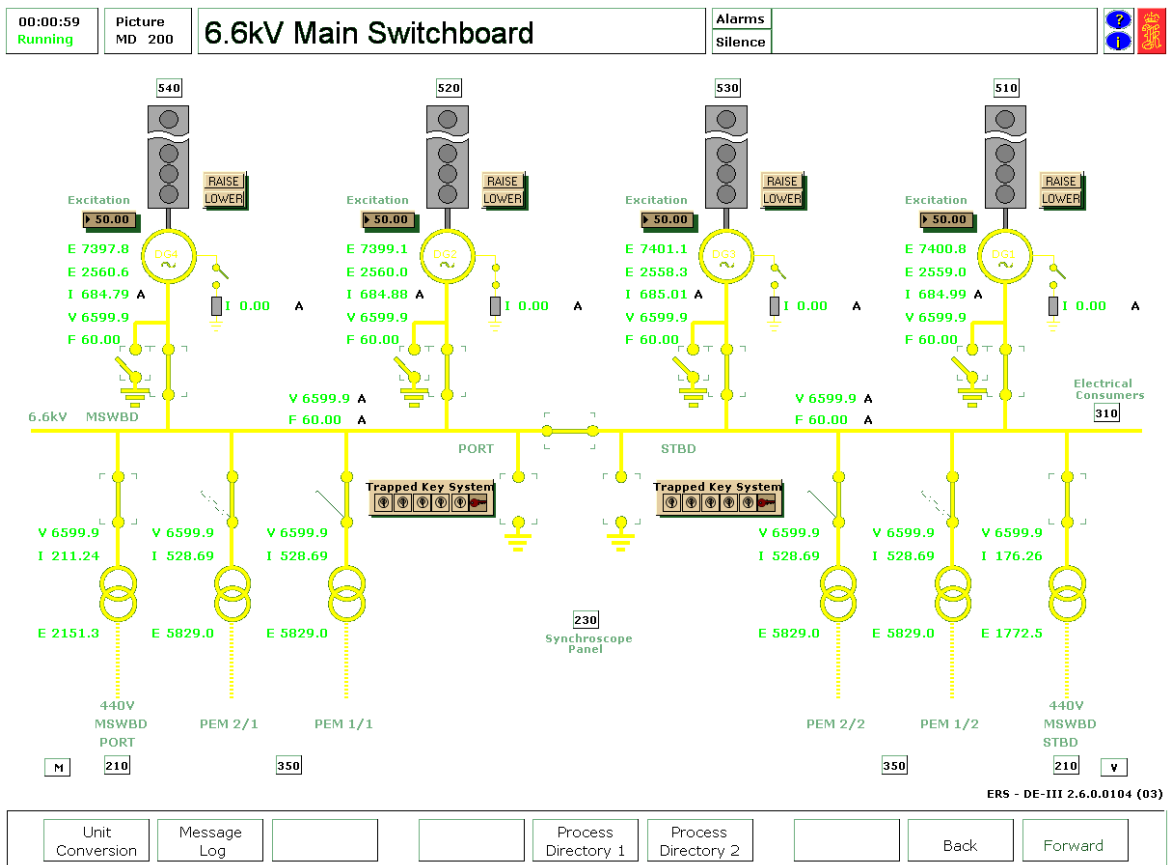 00:00:59
Running
Picture
MD 200
6.6kV Main Switchboard
Alarms
Silence
?
i
540
520
530
510
RAISE
LOWER
RAISE
LOWER
RAISE
LOWER
RAISE
LOWER
Excitation
Excitation
Excitation
Excitation
50.00
50.00
50.00
50.00
E 7397.8
DG4
E 7399.1
DG2
E 7401.1
DG3
E 7400.8
DG1
E 2560.6
E 2560.0
E 2558.3
E 2559.0
I 684.79 A
I 0.00 A
I 684.88 A
I 0.00 A
I 685.01 A
I 0.00 A
I 684.99 A
I 0.00 A
V 6599.9
V 6599.9
V 6599.9
V 6599.9
F 60.00
F 60.00
F 60.00
F 60.00
V 6599.9 A
F 60.00 A
V 6599.9 A
F 60.00 A
Electrical
Consumers
310
6.6kV MSWBD
PORT
STBD
Trapped Key System
Trapped Key System
V 6599.9
V 6599.9
V 6599.9
V 6599.9
V 6599.9
V 6599.9
I 211.24
I 528.69
I 528.69
I 528.69
I 528.69
I 176.26
E 2151.3
E 5829.0
E 5829.0
E 5829.0
E 5829.0
E 1772.5
230
Synchroscope
Panel
440V
MSWBD
PORT
PEM 2/1
PEM 1/1
PEM 2/2
PEM 1/2
440V
MSWBD
STBD
M
210
350
350
210
V
ERS - DE-III 2.6.0.0104 (03)
Unit
Conversion
Message
Log
Process
Directory 1
Process
Directory 2
Back
Forward